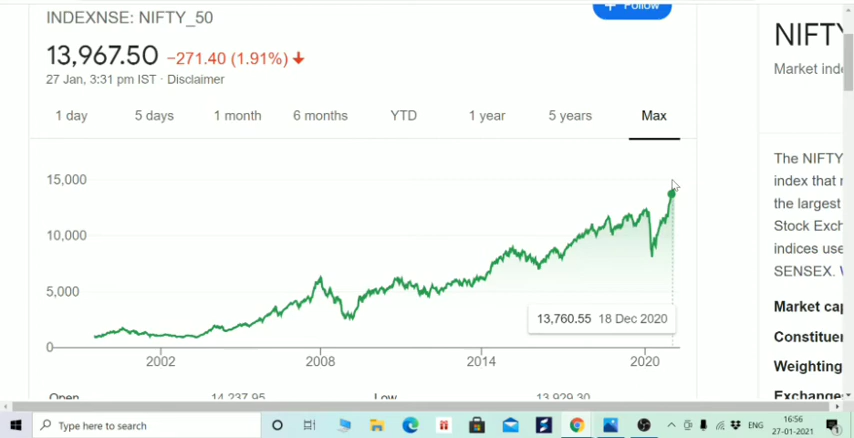 INDEXNSE: NIFTY_50
+ Follow
13,967.50 −271.40 (1.91%)
27 Jan, 3:31 pm IST · Disclaimer
1 day 5 days 1 month 6 months YTD 1 year 5 years Max
15,000
10,000
5,000
0
13,760.55 18 Dec 2020
2002 2008 2014 2020
Open 14,237.95 Low 13,929.30
NIFTY
Market inde
The NIFTY
index that r
the largest
Stock Exch
indices use
SENSEX. W
Market cap
Constituen
Weighting
Exchange
Type here to search
ENG
16:56
27-01-2021
1